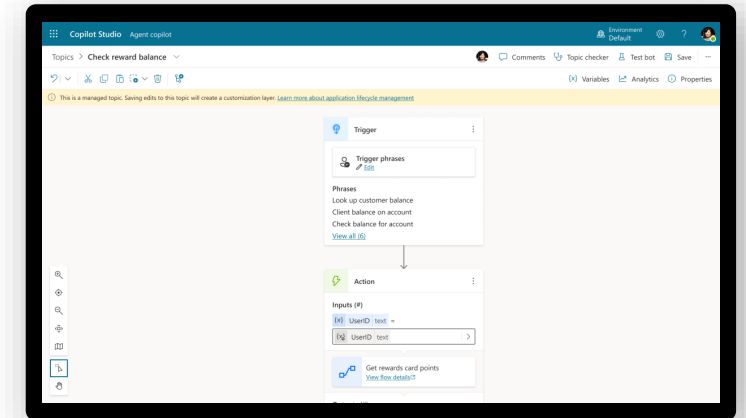 Copilot Studio Agent copilot
Environment
Default
?
Topics > Check reward balance
Comments Topic checker Test bot Save ...
{x} Variables Analytics Properties
This is a managed topic. Saving edits to this topic will create a customization layer. Learn more about application lifecycle management
Trigger
Trigger phrases
Edit
Phrases
Look up customer balance
Client balance on account
Check balance for account
View all (6)
Action
Inputs (#)
{x} UserID text =
{x} UserID text >
Get rewards card points
View flow details